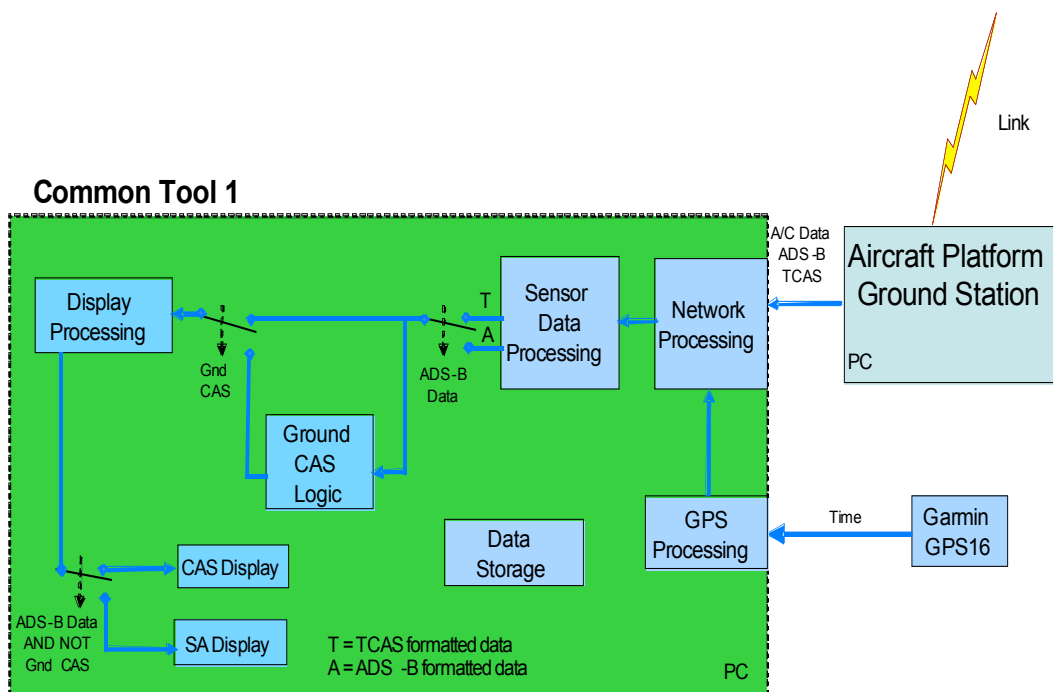 Link
Common Tool 1
A/C Data
ADS -B
TCAS
Aircraft Platform
Ground Station
PC
Display
Processing
Gnd
CAS
T
A
ADS -B
Data
Sensor
Data
Processing
Network
Processing
Ground
CAS
Logic
Data
Storage
GPS
Processing
Time
Garmin
GPS16
CAS Display
SA Display
ADS -B Data
AND NOT
Gnd CAS
T = TCAS formatted data
A = ADS -B formatted data
PC